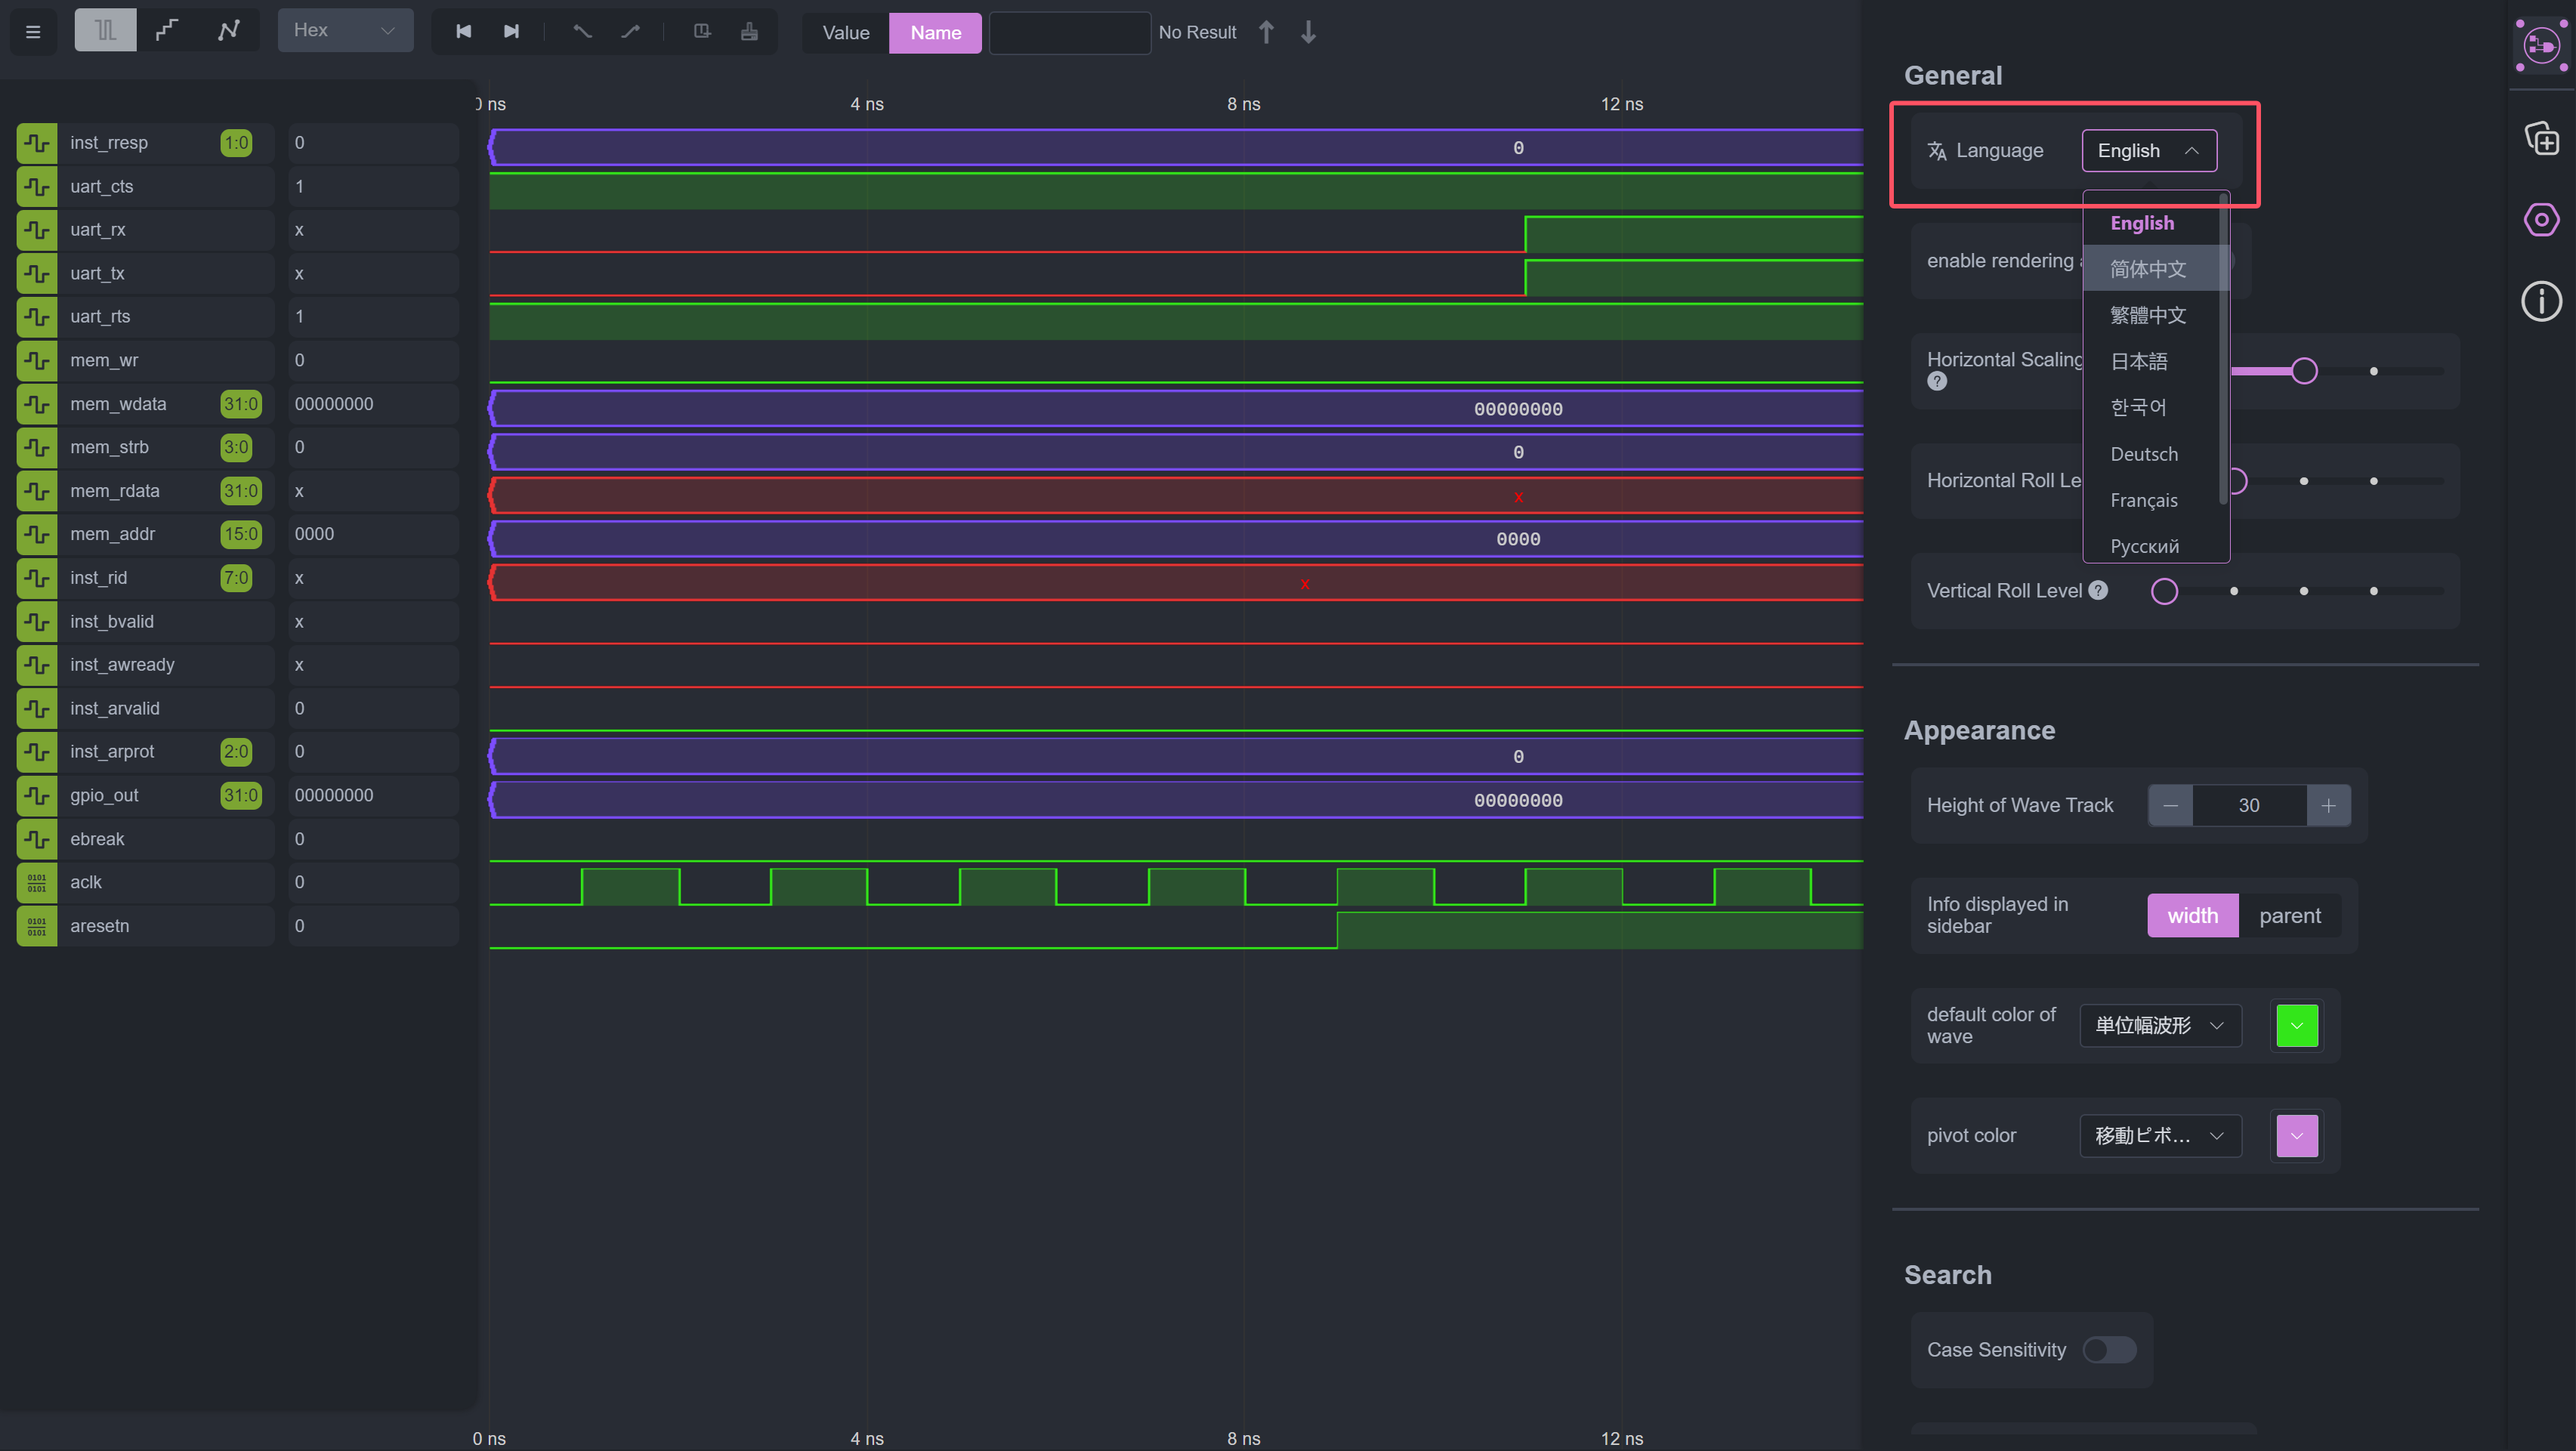 Hex
Value
Name
No Result
0 ns
4 ns
8 ns
12 ns
inst_rresp 1:0 0
uart_cts 1
uart_rx x
uart_tx x
uart_rts 1
mem_wr 0
mem_wdata 31:0 00000000
mem_strb 3:0 0
mem_rdata 31:0 x
mem_addr 15:0 0000
inst_rid 7:0 x
inst_bvalid x
inst_awready x
inst_arvalid 0
inst_arprot 2:0 0
gpio_out 31:0 00000000
ebreak 0
0101
0101
aclk 0
0101
0101
aresetn 0
0
00000000
0
x
0000
x
0
00000000
0 ns
4 ns
8 ns
12 ns
General
Language English
English
简体中文
繁體中文
日本語
한국어
Deutsch
Français
Русский
enable rendering
Horizontal Scaling
?
Horizontal Roll Le
Vertical Roll Level ?
Appearance
Height of Wave Track 30
Info displayed in
sidebar
width parent
default color of
wave
単位幅波形
pivot color 移動ピボ...
Search
Case Sensitivity